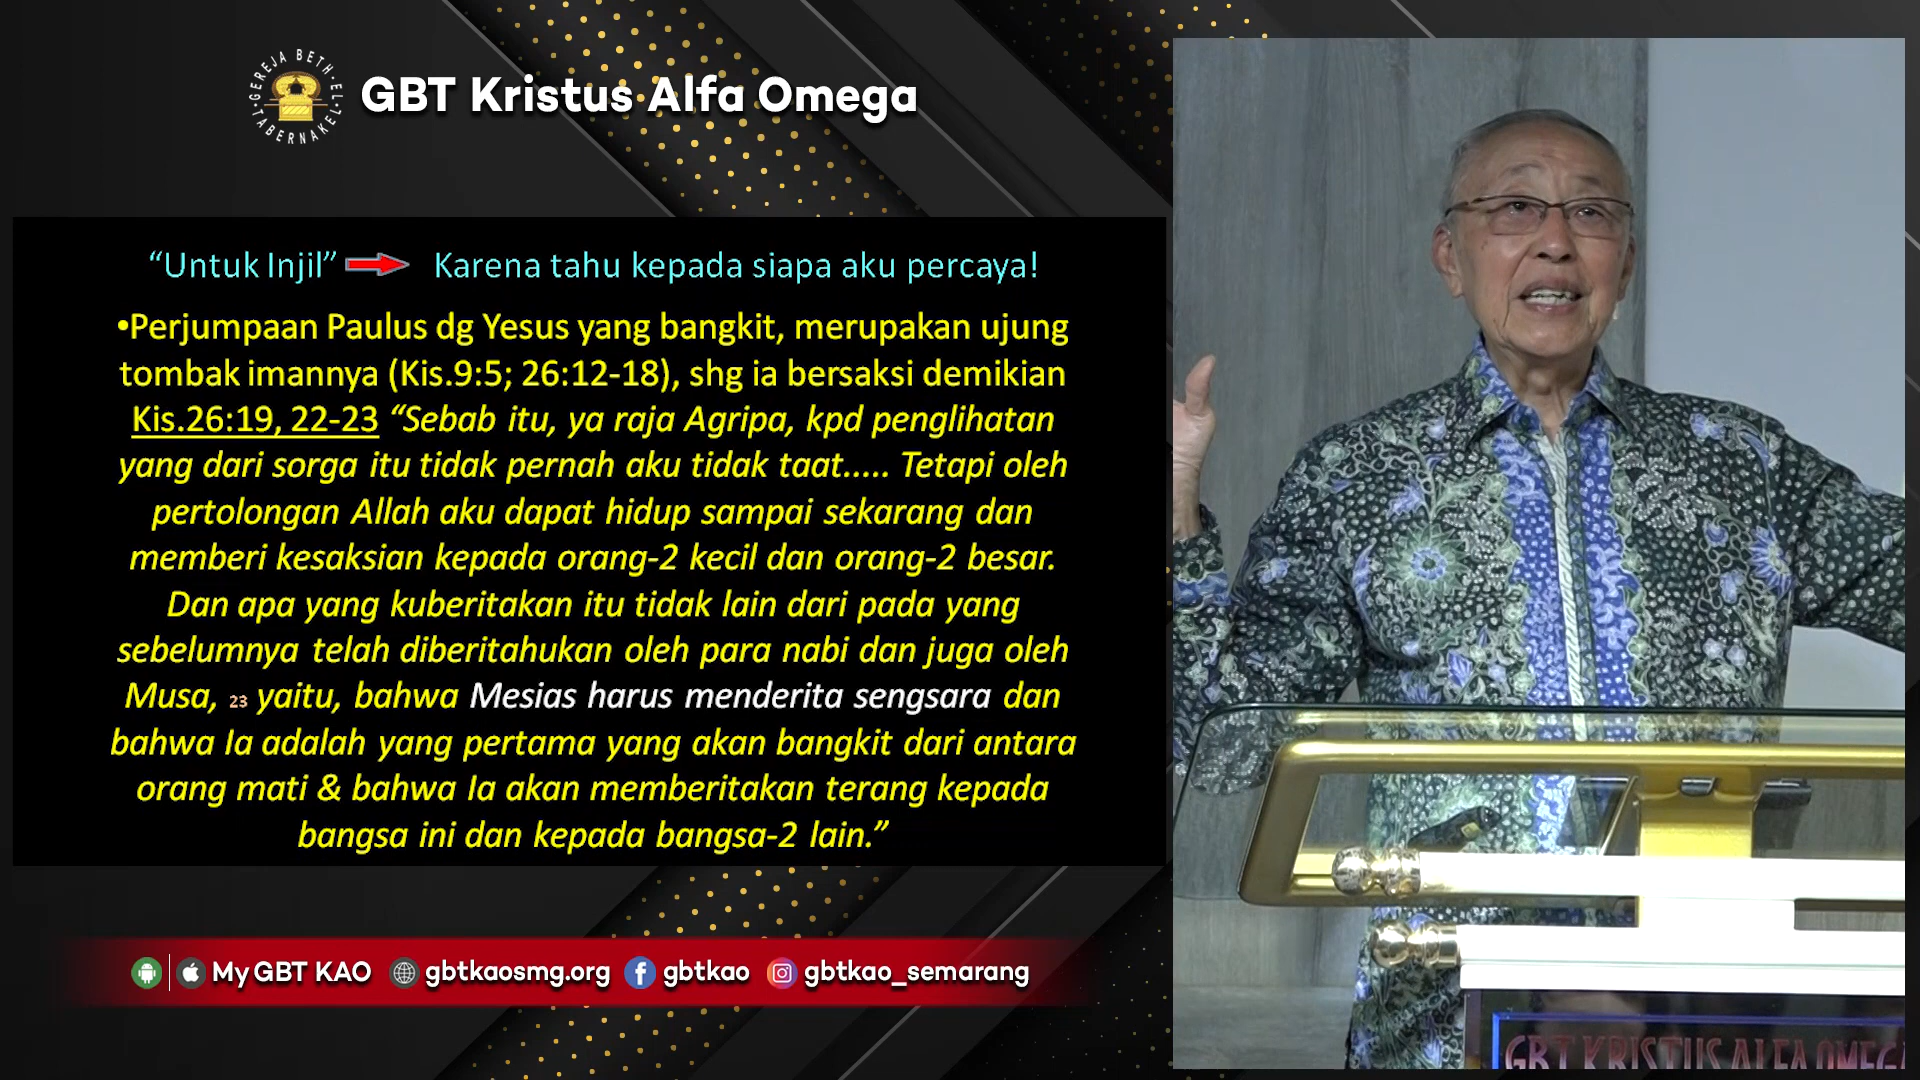 GEREJA BETH-EL TABERNAKEL
GBT Kristus Alfa Omega
“Untuk Injil” Karena tahu kepada siapa aku percaya!
•Perjumpaan Paulus dg Yesus yang bangkit, merupakan ujung
tombak imannya (Kis.9:5; 26:12-18), shg ia bersaksi demikian
Kis.26:19, 22-23 “Sebab itu, ya raja Agripa, kpd penglihatan
yang dari sorga itu tidak pernah aku tidak taat..... Tetapi oleh
pertolongan Allah aku dapat hidup sampai sekarang dan
memberi kesaksian kepada orang-2 kecil dan orang-2 besar.
Dan apa yang kuberitakan itu tidak lain dari pada yang
sebelumnya telah diberitahukan oleh para nabi dan juga oleh
Musa, 23 yaitu, bahwa Mesias harus menderita sengsara dan
bahwa Ia adalah yang pertama yang akan bangkit dari antara
orang mati & bahwa Ia akan memberitakan terang kepada
bangsa ini dan kepada bangsa-2 lain.”
My GBT KAO gbtkaosmg.org gbtkao gbtkao_semarang
GBT KRISTUS ALFA OMEGA